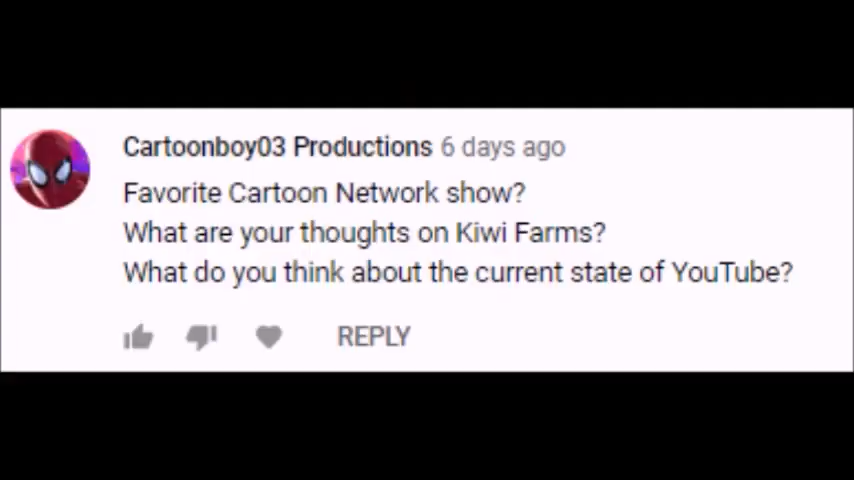 Cartoonboy03 Productions 6 days ago
Favorite Cartoon Network show?
What are your thoughts on Kiwi Farms?
What do you think about the current state of YouTube?
REPLY